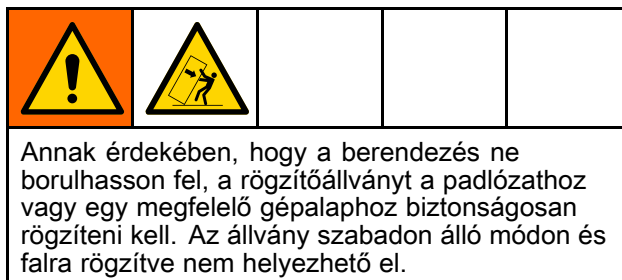 Annak érdekében, hogy a berendezés ne
borulhasson fel, a rögzítőállványt a padlózathoz
vagy egy megfelelő gépalaphoz biztonságosan
rögzíteni kell. Az állvány szabadon álló módon és
falra rögzítve nem helyezhető el.